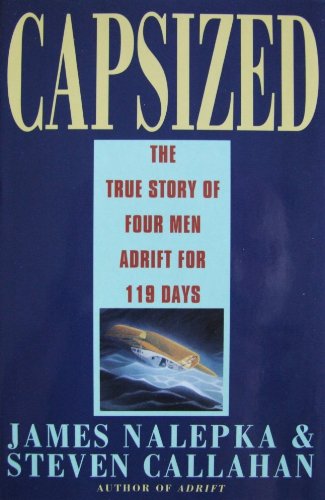 CAPSIZED
THE
TRUE STORY OF
FOUR MEN
ADRIFT FOR
119 DAYS
JAMES NALEPKA &
STEVEN CALLAHAN
AUTHOR OF ADRIFT